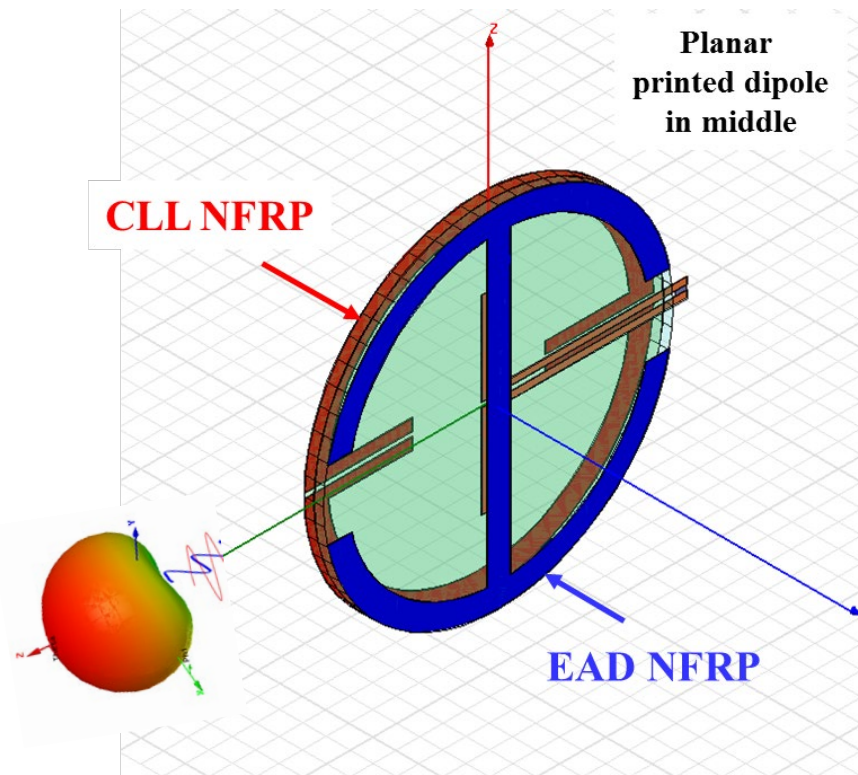 Z
Planar
printed dipole
in middle
CLL NFRP
EAD NFRP
Y
Z
X